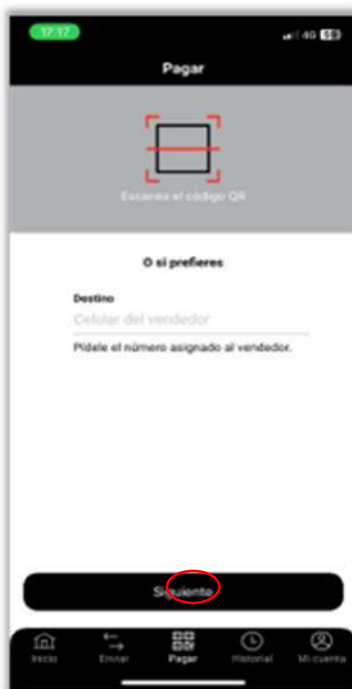 17:17
4G 59
Pagar
Escanea el código QR
O si prefieres
Destino
Celular del vendedor
Pídele el número asignado al vendedor.
Siguiente
Inicio
Enviar
Pagar
Historial
Mi cuenta